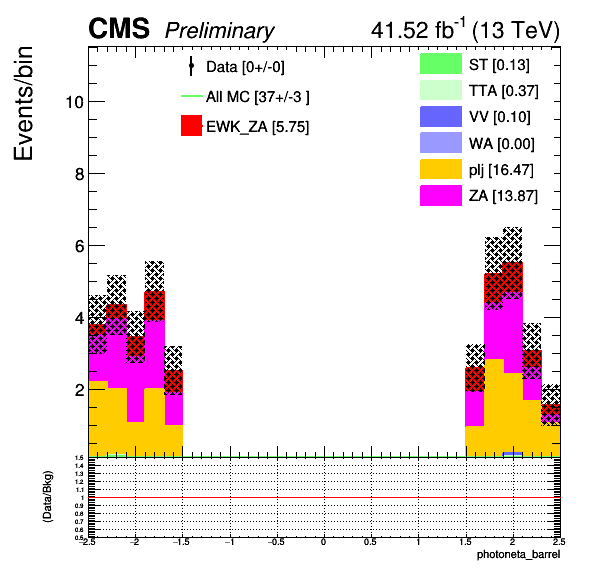 CMS Preliminary 41.52 fb-1 (13 TeV)
Events/bin
Data [0+/-0]
All MC [37+/-3 ]
EWK_ZA [5.75]
ST [0.13]
TTA [0.37]
VV [0.10]
WA [0.00]
plj [16.47]
ZA [13.87]
10
8
6
4
2
(Data/Bkg)
1.5
1.4
1.3
1.2
1.1
1
0.9
0.8
0.7
0.6
0.5
−2.5 −2 −1.5 −1 −0.5 0 0.5 1 1.5 2 2.5
photoneta_barrel